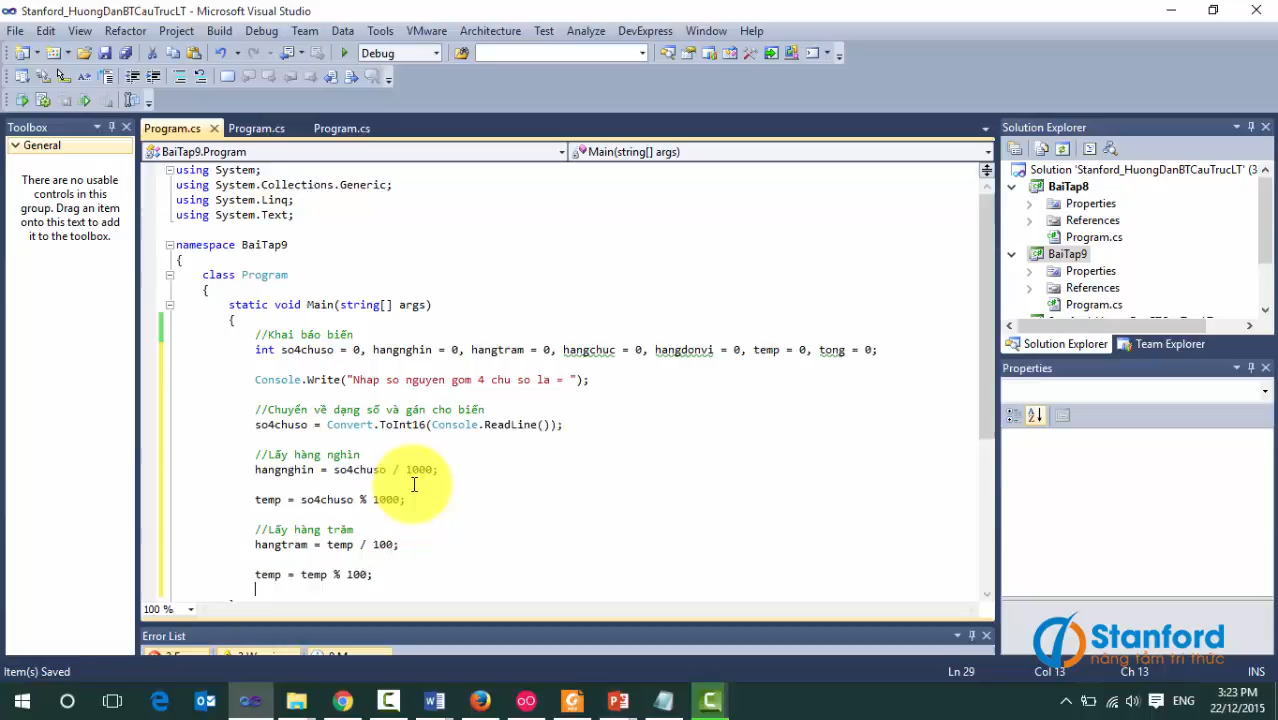 Stanford_HuongDanBTCauTrucLT - Microsoft Visual Studio
File Edit View Refactor Project Build Debug Team Data Tools VMware Architecture Test Analyze DevExpress Window Help
Debug
Toolbox
General
There are no usable
controls in this
group. Drag an item
onto this text to add
it to the toolbox.
Program.cs Program.cs Program.cs
BaiTap9.Program Main(string[] args)
using System;
using System.Collections.Generic;
using System.Linq;
using System.Text;
namespace BaiTap9
{
class Program
{
static void Main(string[] args)
{
//Khai báo biến
int so4chuso = 0, hangnghin = 0, hangtram = 0, hangchuc = 0, hangdonvi = 0, temp = 0, tong = 0;
Console.Write("Nhap so nguyen gom 4 chu so la = ");
//Chuyển về dạng số và gán cho biến
so4chuso = Convert.ToInt16(Console.ReadLine());
//Lấy hàng nghìn
hangnghin = so4chuso / 1000;
temp = so4chuso % 1000;
//Lấy hàng trăm
hangtram = temp / 100;
temp = temp % 100;
100 %
Error List
Solution Explorer
Solution 'Stanford_HuongDanBTCauTrucLT' (3
BaiTap8
Properties
References
Program.cs
BaiTap9
Properties
References
Program.cs
Solution Explorer Team Explorer
Properties
Stanford
nâng tầm tri thức
Item(s) Saved Ln 29 Col 13 Ch 13 INS
ENG
3:23 PM
22/12/2015